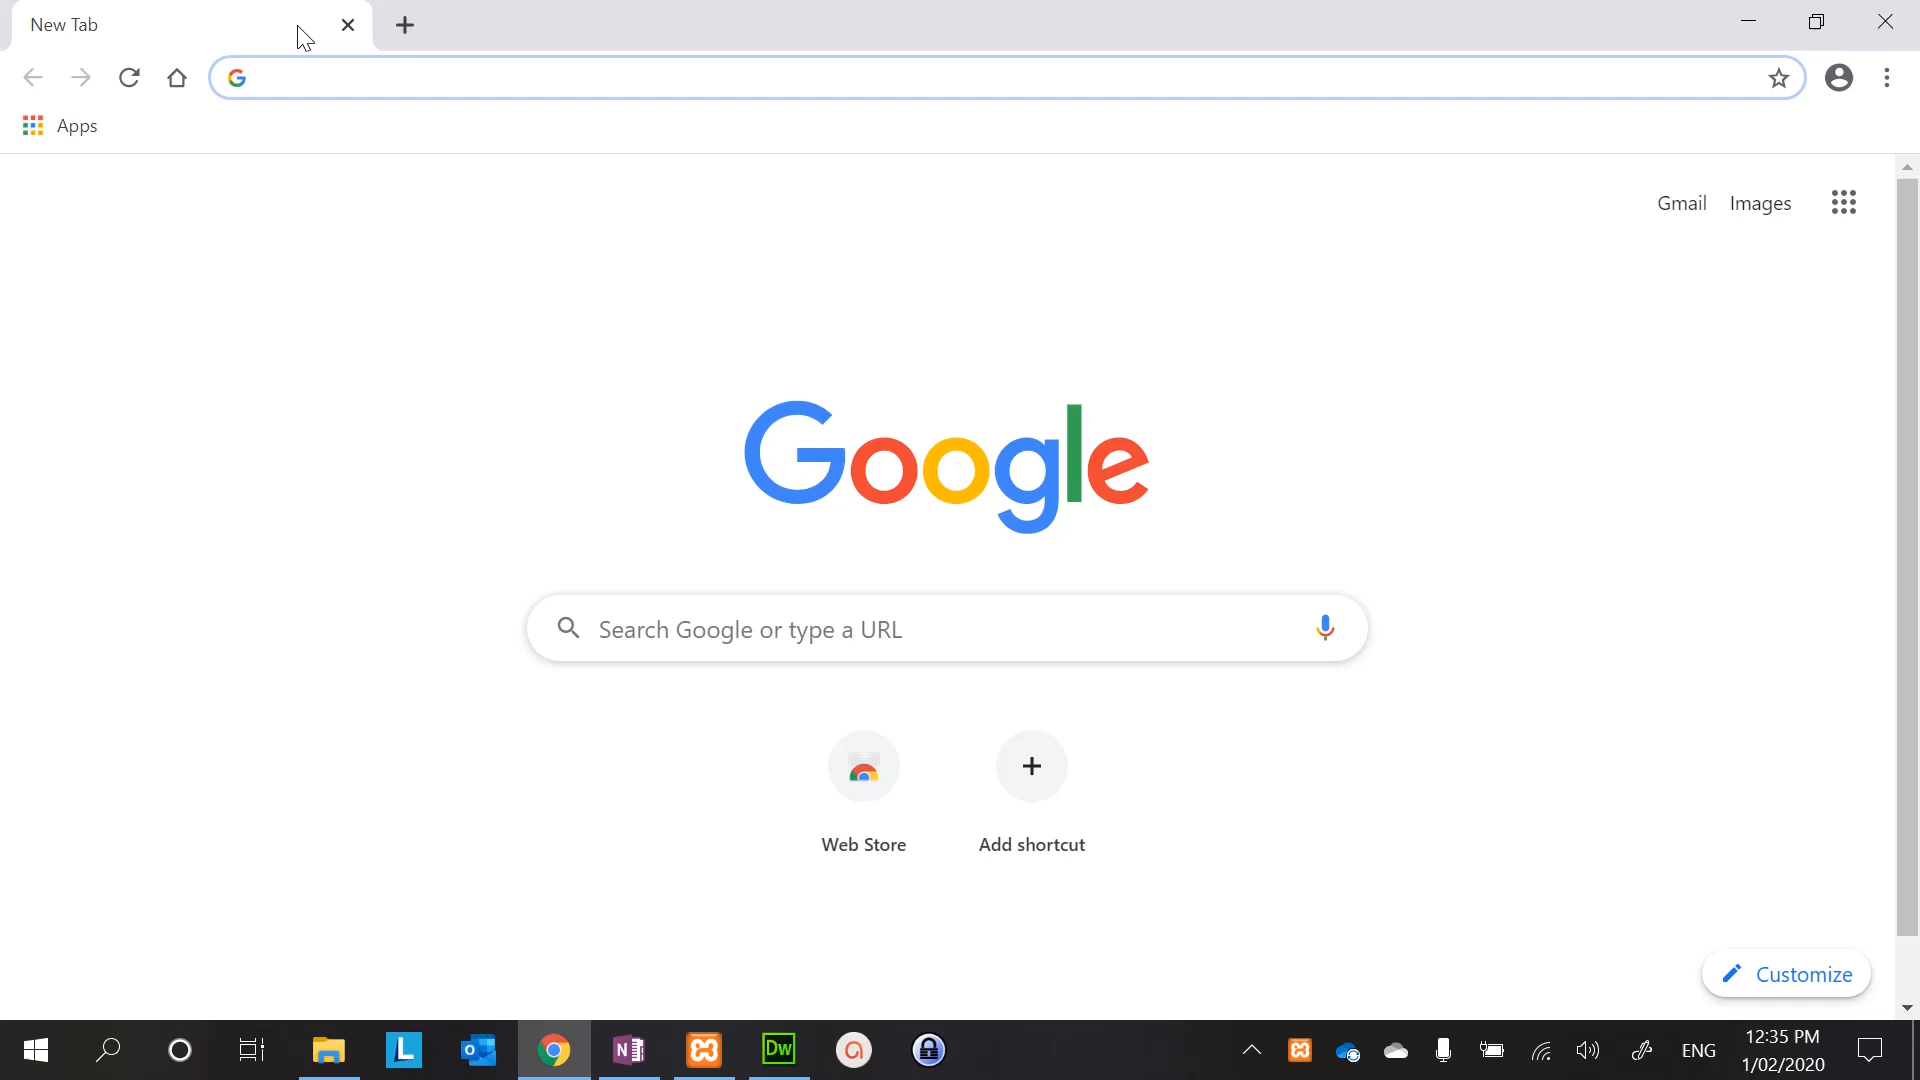 New Tab
Apps
Gmail Images
Google
Search Google or type a URL
Web Store Add shortcut
Customize
L O N Dw
ENG
12:35 PM
1/02/2020